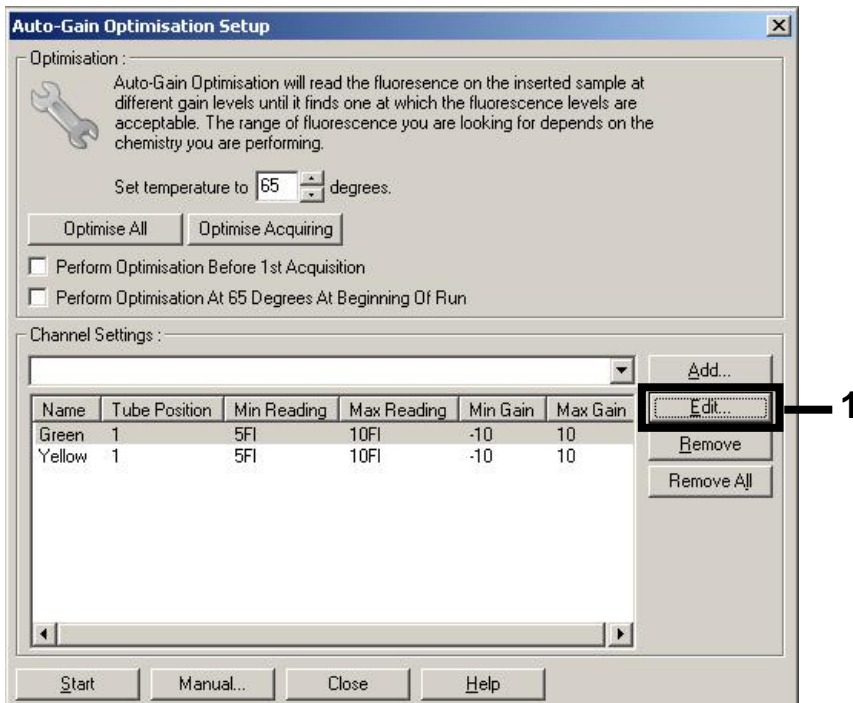 Auto-Gain Optimisation Setup
Optimisation :
Auto-Gain Optimisation will read the fluoresence on the inserted sample at
different gain levels until it finds one at which the fluorescence levels are
acceptable. The range of fluorescence you are looking for depends on the
chemistry you are performing.
Set temperature to 65 degrees.
Optimise All Optimise Acquiring
Perform Optimisation Before 1st Acquisition
Perform Optimisation At 65 Degrees At Beginning Of Run
Channel Settings :
Add...
Name Tube Position Min Reading Max Reading Min Gain Max Gain Edit... 1
Green 1 5Fl 10Fl -10 10
Remove
Yellow 1 5Fl 10Fl -10 10
Remove All
Start Manual... Close Help